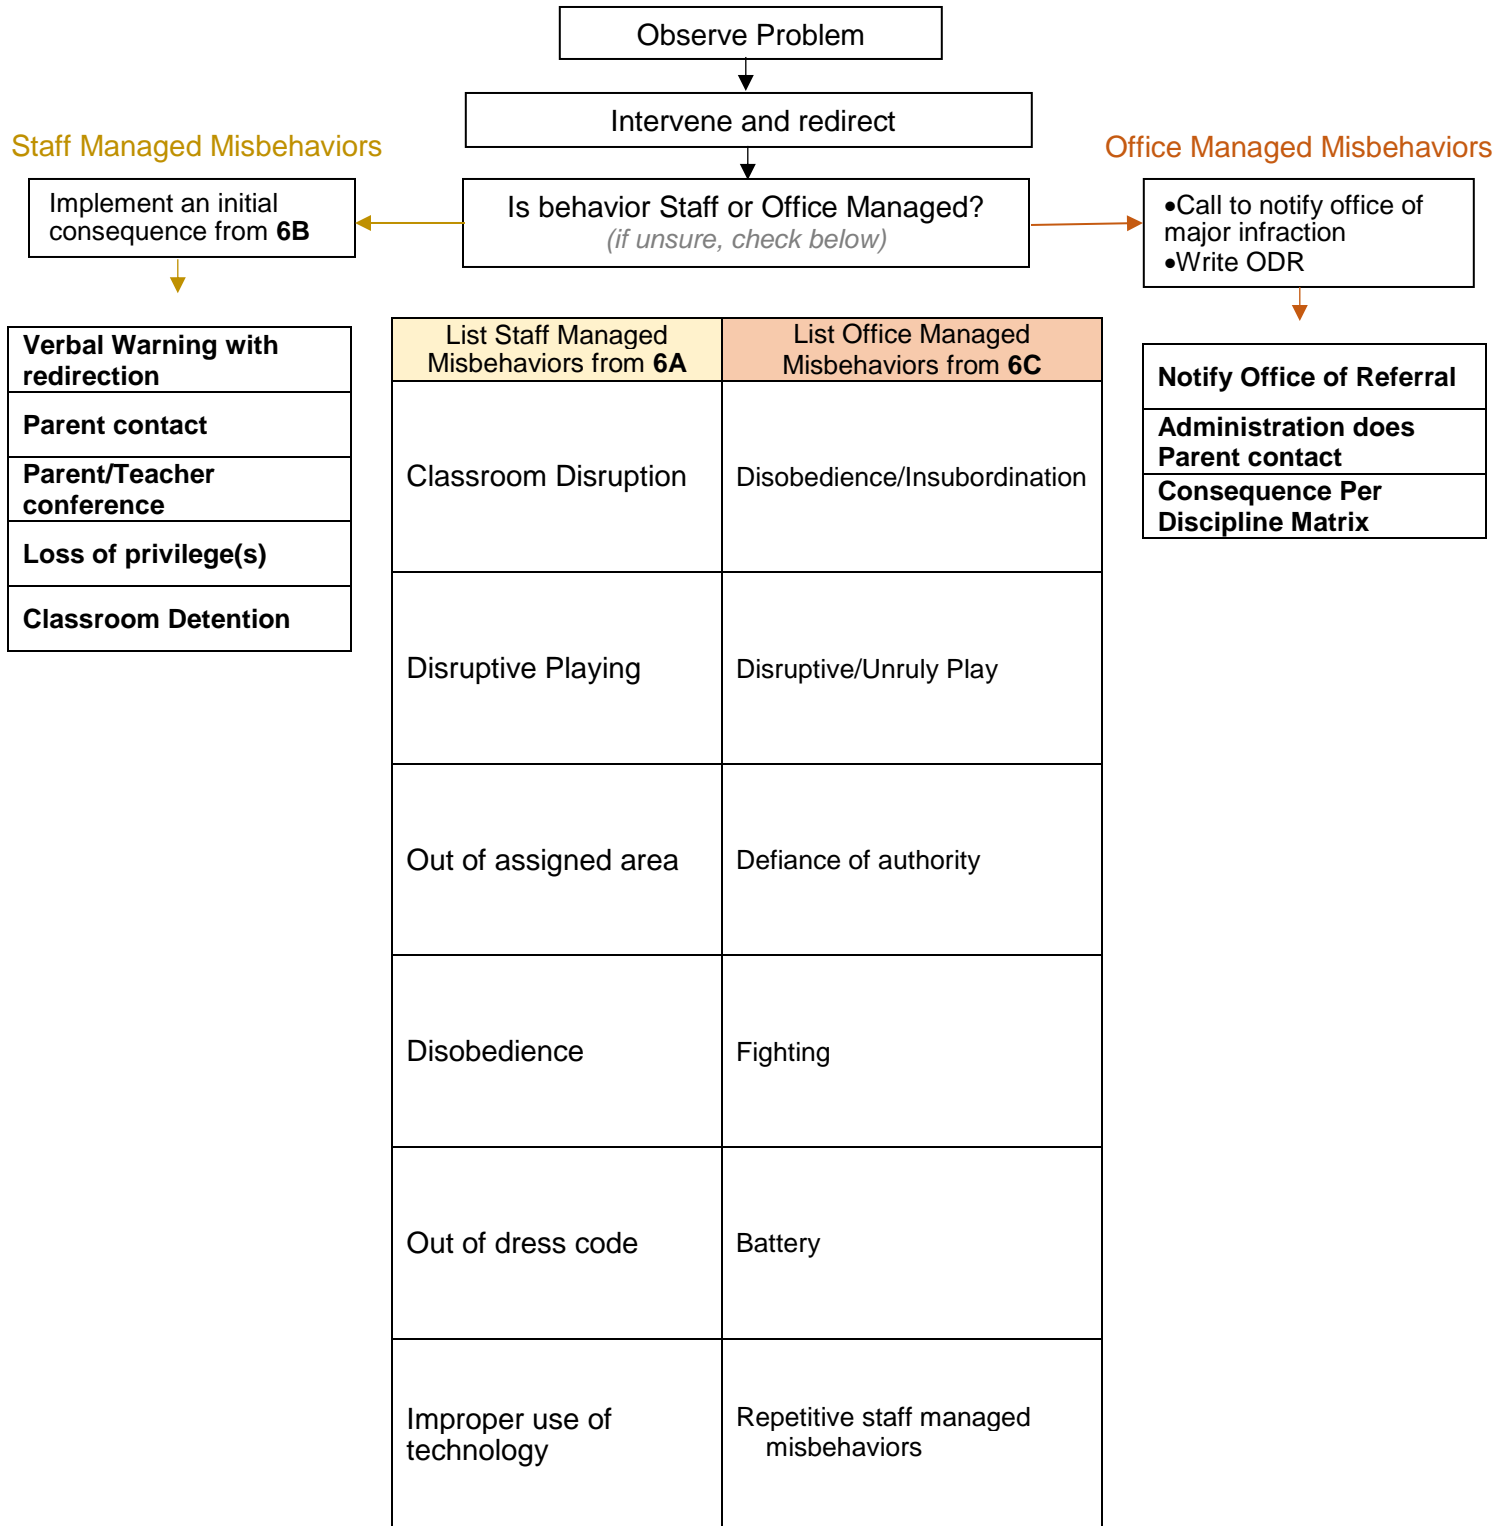 Observe Problem
Intervene and redirect
Staff Managed Misbehaviors
Office Managed Misbehaviors
Implement an initial
consequence from 6B
Is behavior Staff or Office Managed?
(if unsure, check below)
•Call to notify office of
major infraction
•Write ODR
Verbal Warning with
redirection
Parent contact
Parent/Teacher
conference
Loss of privilege(s)
Classroom Detention
List Staff Managed
Misbehaviors from 6A
List Office Managed
Misbehaviors from 6C
Classroom Disruption
Disobedience/Insubordination
Disruptive Playing
Disruptive/Unruly Play
Out of assigned area
Defiance of authority
Disobedience
Fighting
Out of dress code
Battery
Improper use of
technology
Repetitive staff managed
misbehaviors
Notify Office of Referral
Administration does
Parent contact
Consequence Per
Discipline Matrix